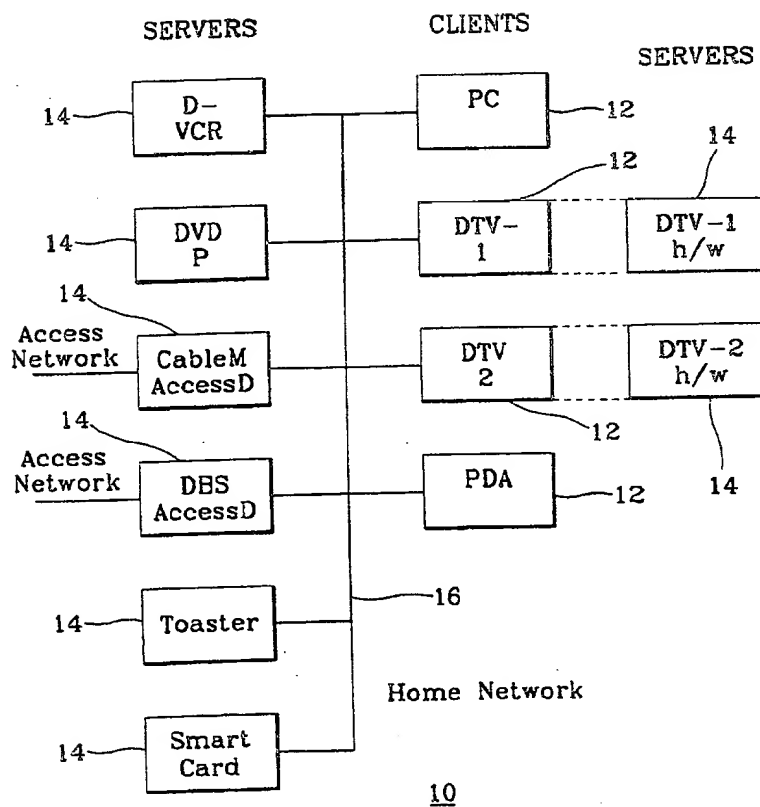 SERVERS
CLIENTS
SERVERS
14
D-
VCR
PC
12
12
14
14
DVD
P
DTV-
1
DTV-1
h/w
14
Access
Network
CableM
AccessD
DTV
2
DTV-2
h/w
14
12
Access
Network
DBS
AccessD
PDA
12
14
14
Toaster
16
Home Network
14
Smart
Card
10